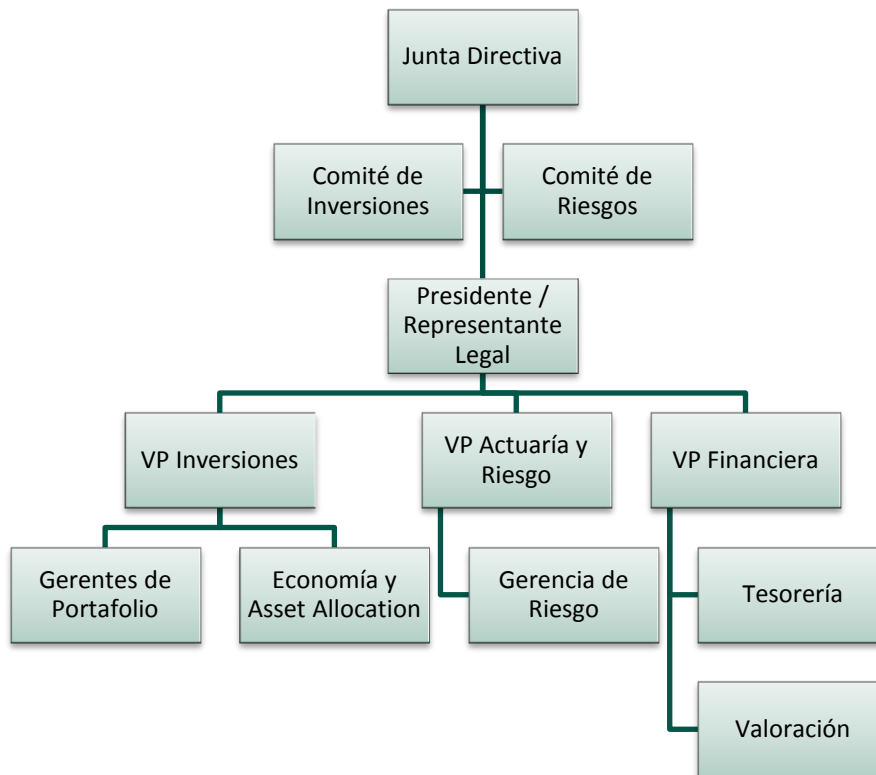 Junta Directiva
Comité de
Inversiones
Comité de
Riesgos
Presidente /
Representante
Legal
VP Inversiones
VP Actuaría y
Riesgo
VP Financiera
Gerentes de
Portafolio
Economía y
Asset Allocation
Gerencia de
Riesgo
Tesorería
Valoración